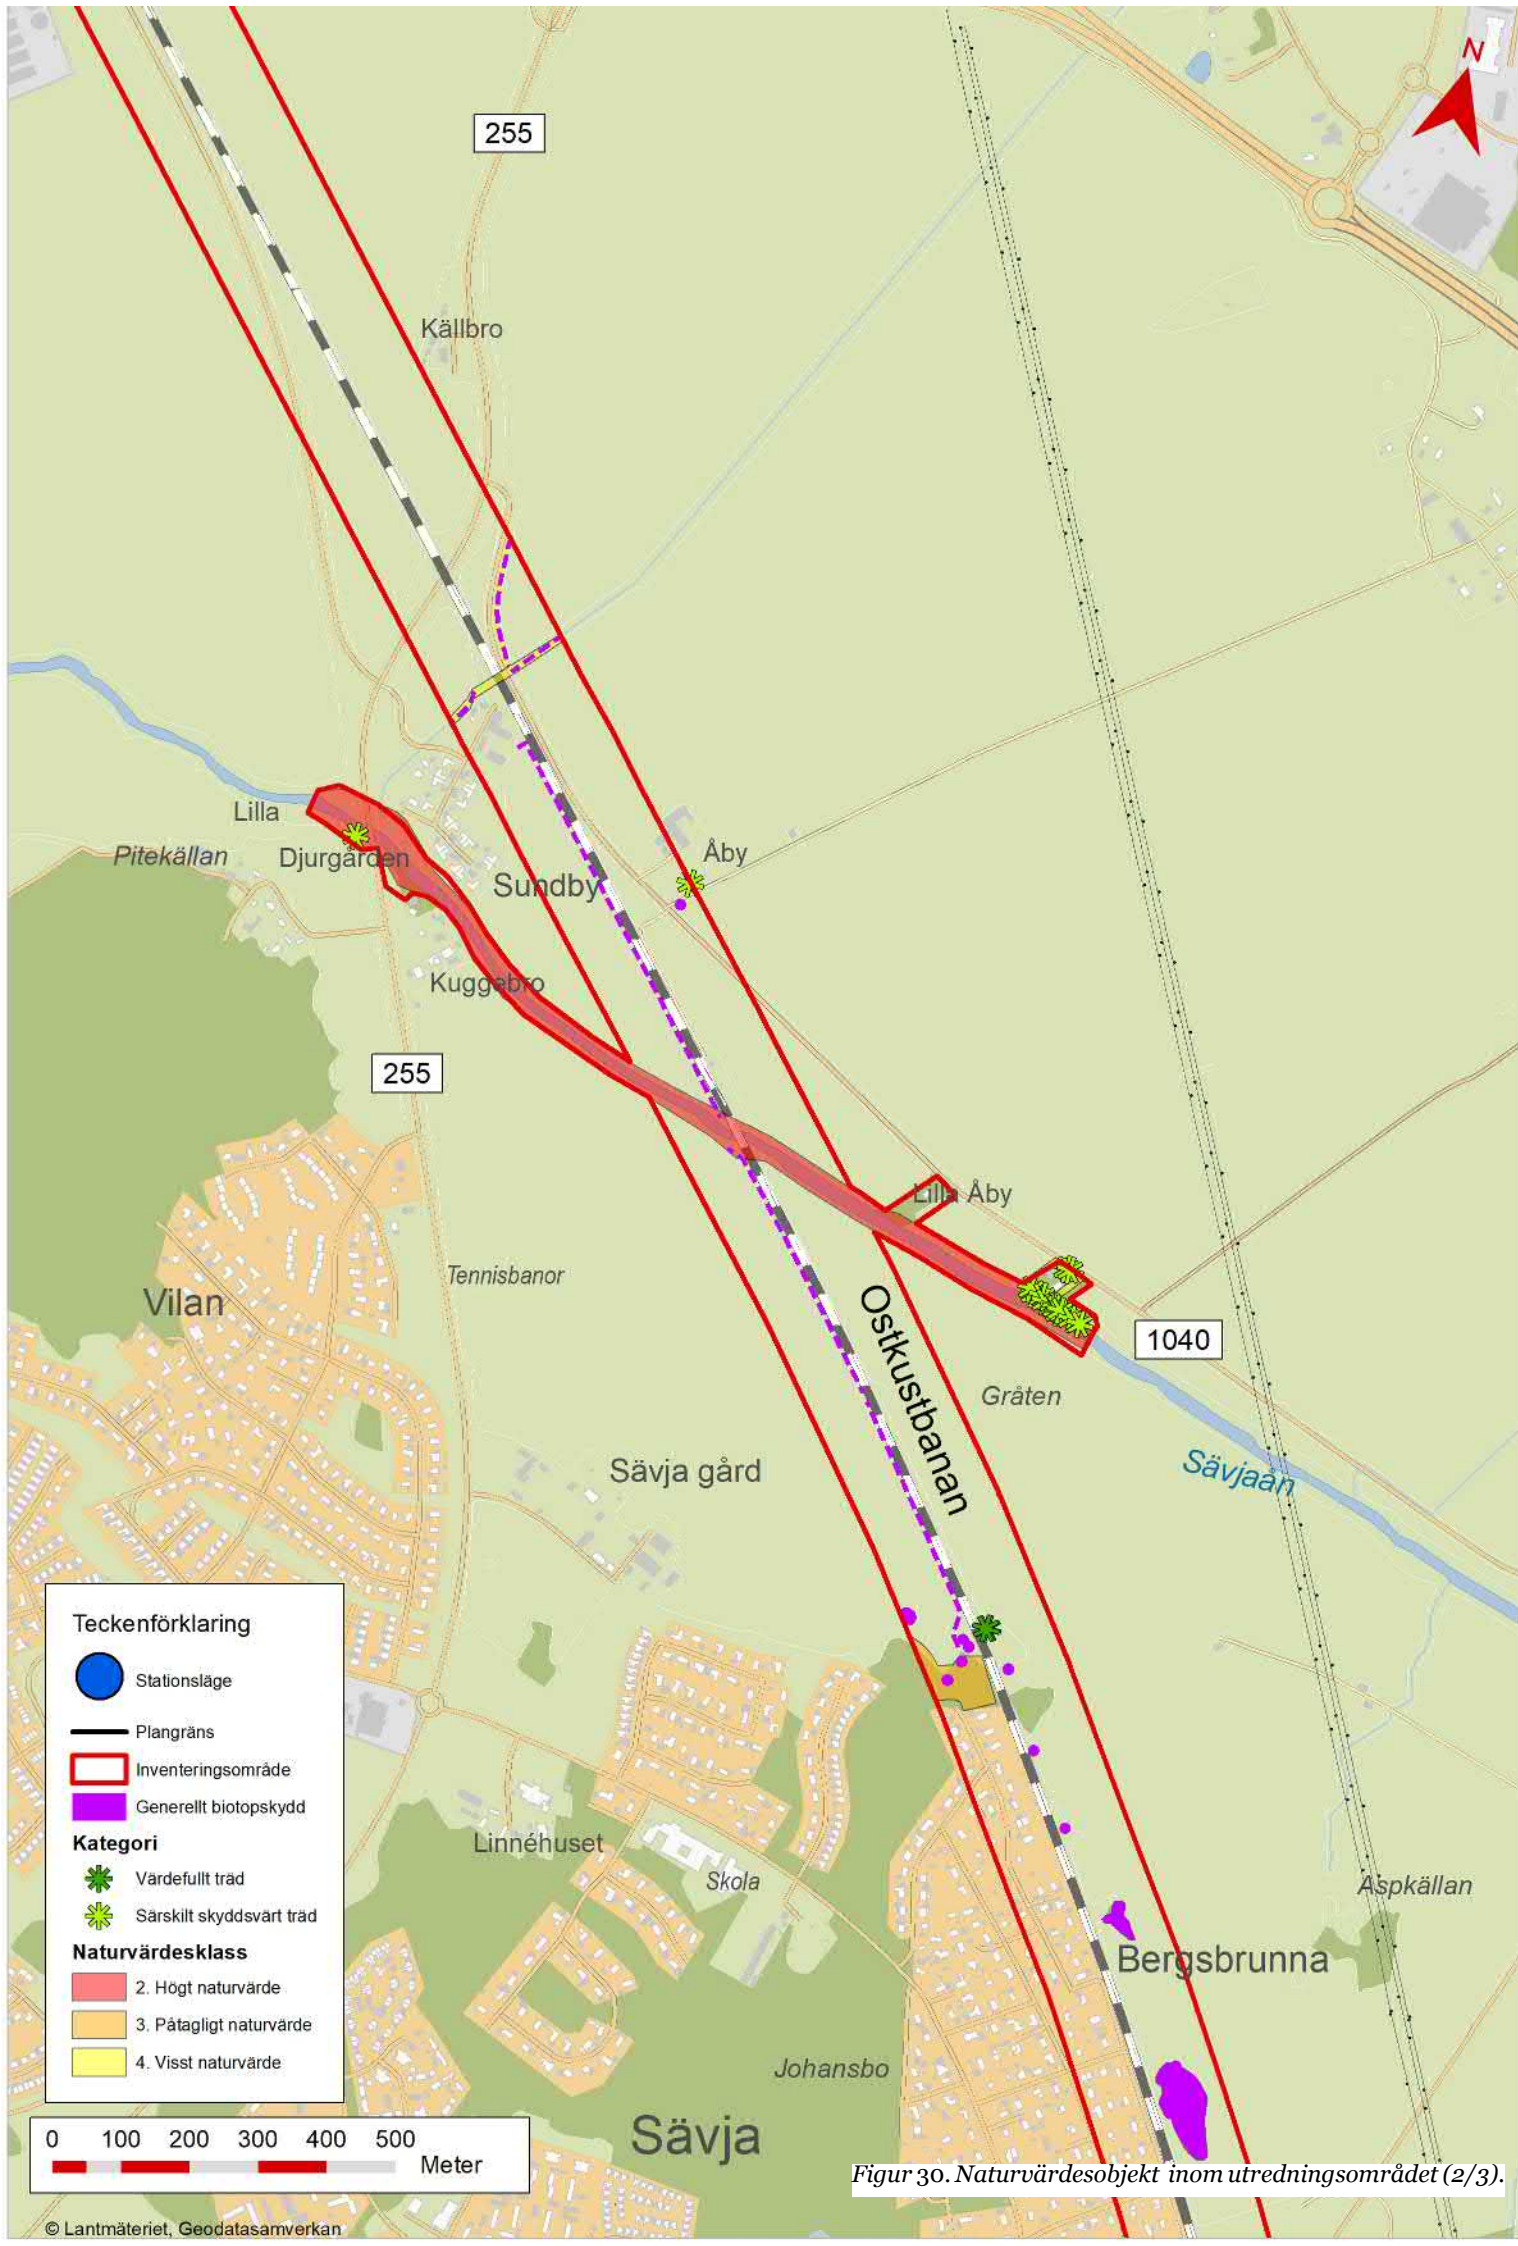 N
255
Källbro
Lilla
Djurgården
Pitekällan
Åby
Sundby
Kuggebro
255
Lilla Åby
Tennisbanor
Vilan
1040
Ostkustbanan
Gråten
Sävja gård
Sävjaån
Teckenförklaring
Stationsläge
Plangräns
Inventeringsområde
Generellt biotopskydd
Kategori
Värdefullt träd
Särskilt skyddsvärt träd
Naturvärdesklass
2. Högt naturvärde
3. Påtagligt naturvärde
4. Visst naturvärde
Linnéhuset
Skola
Aspkällan
Bergsbrunna
Johansbo
Sävja
0 100 200 300 400 500
Meter
Figur 30. Naturvärdesobjekt inom utredningsområdet (2/3).
© Lantmäteriet, Geodatasamverkan